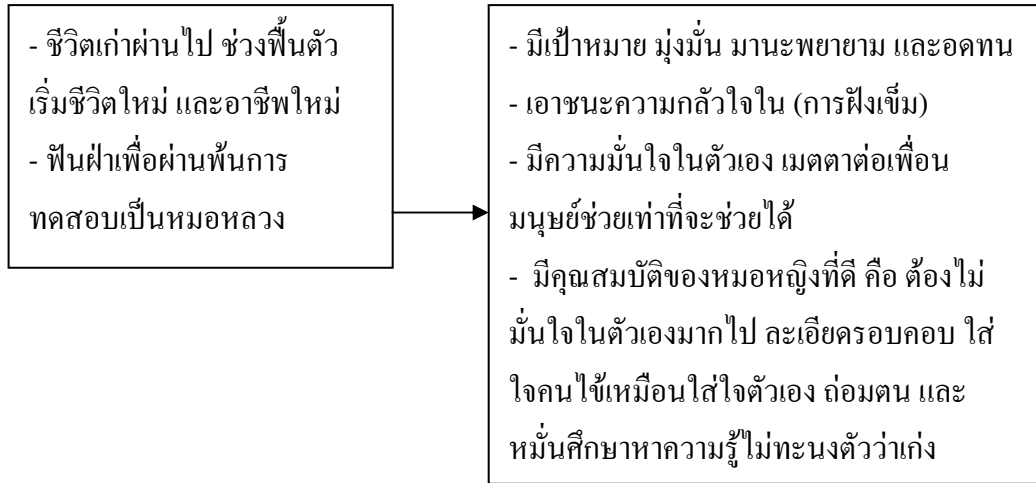 - ชีวิตเก่าผ่านไป ช่วงฟื้นตัว
เริ่มชีวิตใหม่ และอาชีพใหม่
- ฟันฝ่าเพื่อผ่านพ้นการ
ทดสอบเป็นหมอหลวง
- มีเป้าหมาย มุ่งมั่น มานะพยายาม และอดทน
- เอาชนะความกลัวใจใน (การฝังเข็ม)
- มีความมั่นใจในตัวเอง เมตตาต่อเพื่อน
มนุษย์ช่วยเท่าที่จะช่วยได้
- มีคุณสมบัติของหมอหญิงที่ดี คือ ต้องไม่
มั่นใจในตัวเองมากไป ละเอียดรอบคอบ ใส่
ใจคนไข้เหมือนใส่ใจตัวเอง ถ่อมตน และ
หมั่นศึกษาหาความรู้ไม่ทะนงตัวว่าเก่ง